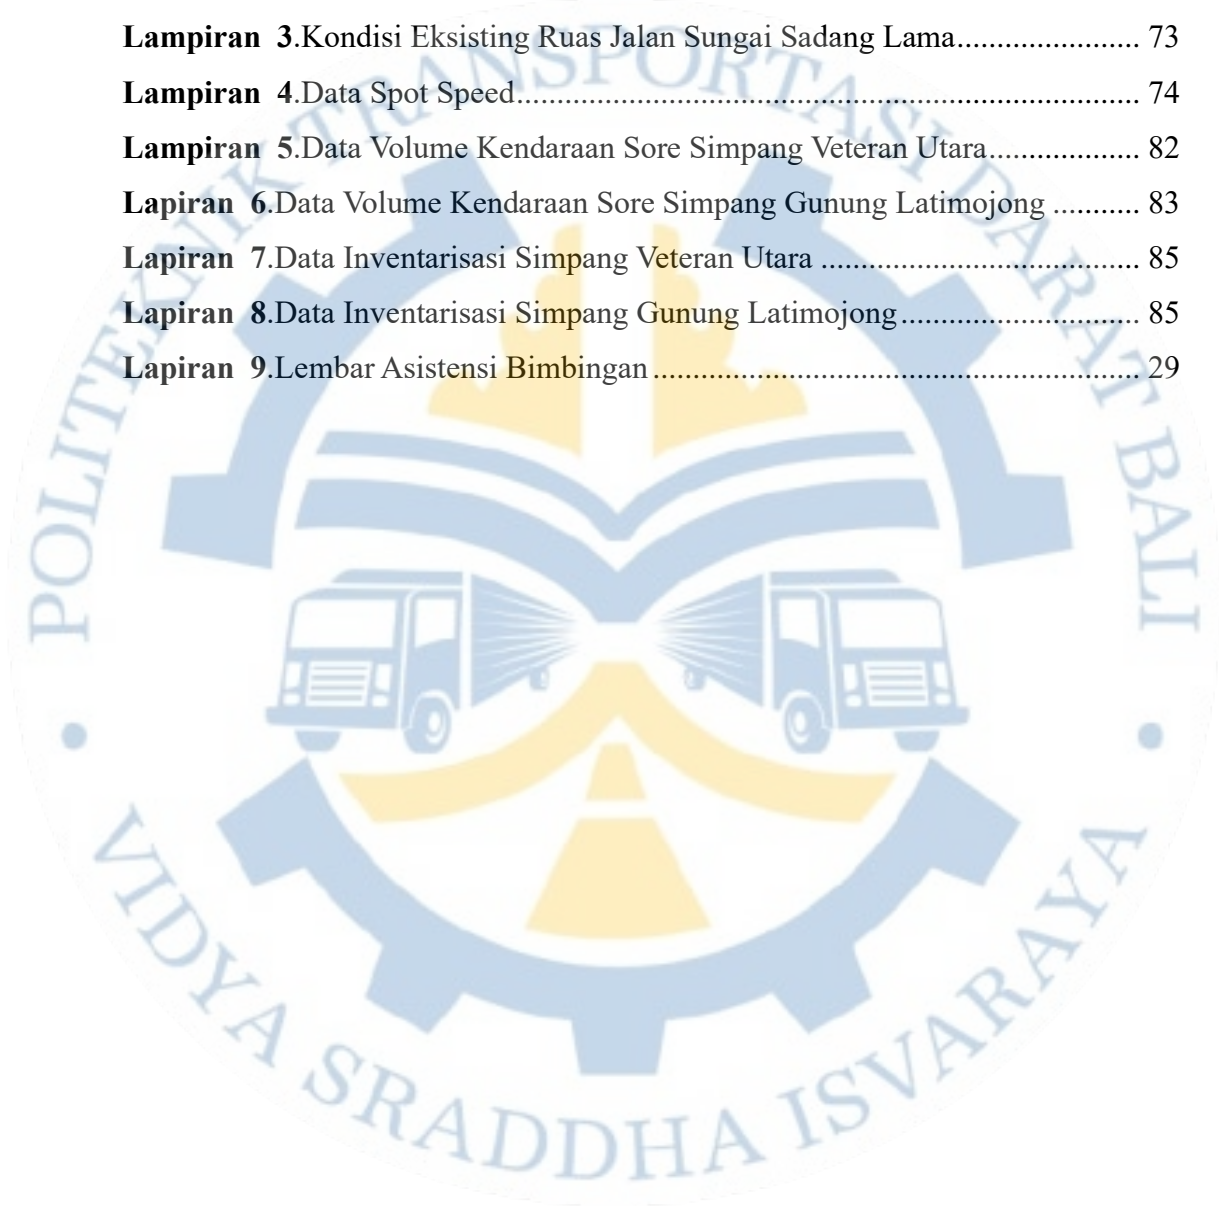 Lampiran 3.Kondisi Eksisting Ruas Jalan Sungai Sadang Lama....................... 73
Lampiran 4.Data Spot Speed............................................................................... 74
Lampiran 5.Data Volume Kendaraan Sore Simpang Veteran Utara................... 82
Lapiran 6.Data Volume Kendaraan Sore Simpang Gunung Latimojong ........... 83
Lapiran 7.Data Inventarisasi Simpang Veteran Utara ........................................ 85
Lapiran 8.Data Inventarisasi Simpang Gunung Latimojong.............................. 85
Lapiran 9.Lembar Asistensi Bimbingan............................................................. 29
POLITEKNIK TRANSPORTASI DARAT BALI
VIDYA SRADDHA ISVARAYA